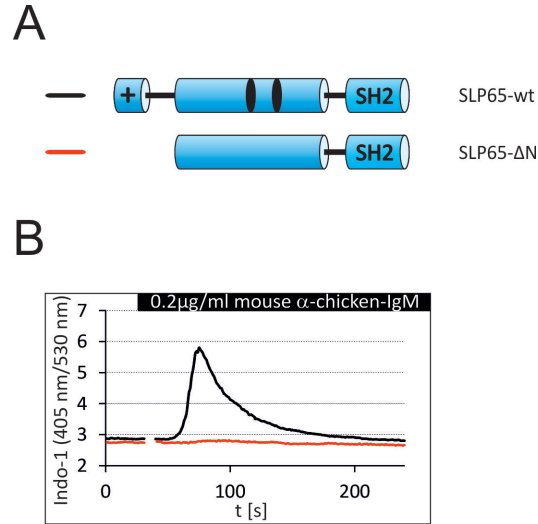 A
+ SH2 SLP65-wt
SH2 SLP65-ΔN
B
0.2µg/ml mouse α-chicken-IgM
Indo-1 (405 nm/530 nm)
7
6
5
4
3
2
0 100 200
t [s]